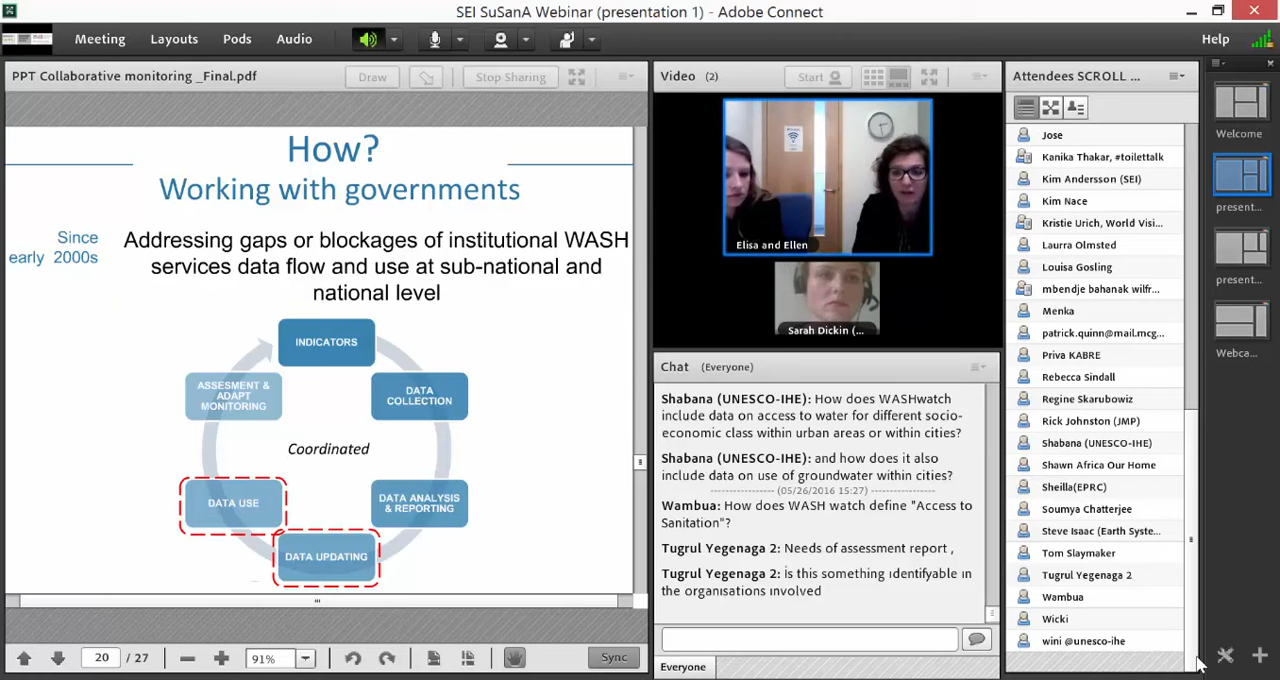 SEI SuSanA Webinar (presentation 1) - Adobe Connect
Meeting
Layouts
Pods
Audio
Help
PPT Collaborative monitoring _Final.pdf
Draw
Stop Sharing
How?
Working with governments
Since
early 2000s
Addressing gaps or blockages of institutional WASH
services data flow and use at sub-national and
national level
INDICATORS
DATA
COLLECTION
DATA ANALYSIS
& REPORTING
DATA UPDATING
DATA USE
ASSESMENT &
ADAPT
MONITORING
Coordinated
20 / 27
91%
Sync
Video (2)
Start
Elisa and Ellen
Sarah Dickin (...
Chat (Everyone)
Shabana (UNESCO-IHE): How does WASHwatch
include data on access to water for different socio-
economic class within urban areas or within cities?
Shabana (UNESCO-IHE): and how does it also
include data on use of groundwater within cities?
------------------(05/26/2016 15:27)------------------
Wambua: How does WASH watch define "Access to
Sanitation"?
Tugrul Yegenaga 2: Needs of assessment report ,
Tugrul Yegenaga 2: is this something ıdentifyable ın
the organısations ınvolved
Everyone
Attendees SCROLL ...
Jose
Kanika Thakar, #toilettalk
Kim Andersson (SEI)
Kim Nace
Kristie Urich, World Visi...
Laurra Olmsted
Louisa Gosling
mbendje bahanak wilfr...
Menka
patrick.quinn@mail.mcg...
Priva KABRE
Rebecca Sindall
Regine Skarubowiz
Rick Johnston (JMP)
Shabana (UNESCO-IHE)
Shawn Africa Our Home
Sheilla(EPRC)
Soumya Chatterjee
Steve Isaac (Earth Syste...
Tom Slaymaker
Tugrul Yegenaga 2
Wambua
Wicki
wini @unesco-ihe
Welcome
present...
present...
Webca...